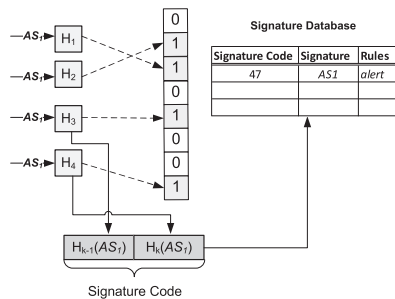 Signature Database
Signature Code Signature Rules
47 AS1 alert
AS₁ H₁
AS₁ H₂
AS₁ H₃
AS₁ H₄
0
1
1
0
1
0
0
1
Hₖ₋₁(AS₁) Hₖ(AS₁)
Signature Code